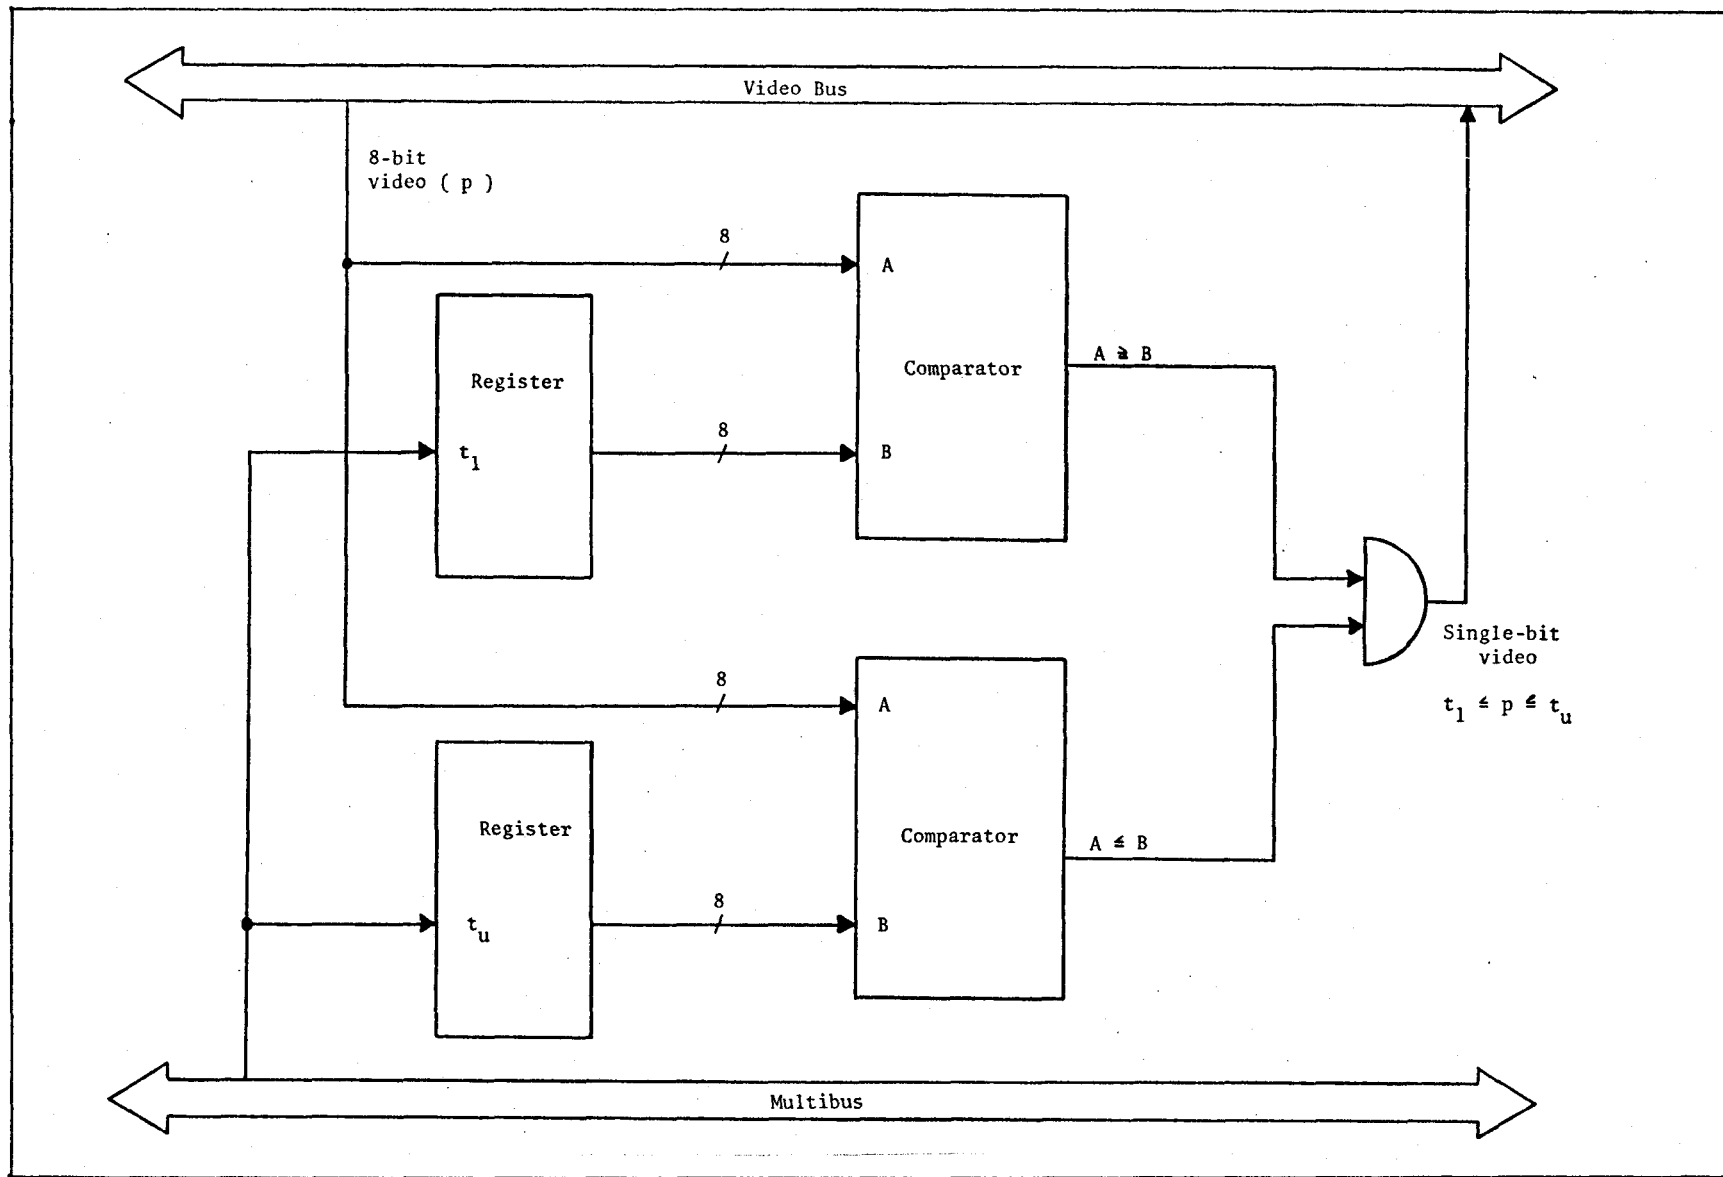 Video Bus
8-bit
video ( p )
8
A
Register
Comparator
A ≧ B
8
t₁
B
Single-bit
video
8
A
t₁ ≦ p ≦ tᵤ
Register
Comparator
A ≦ B
8
tᵤ
B
Multibus